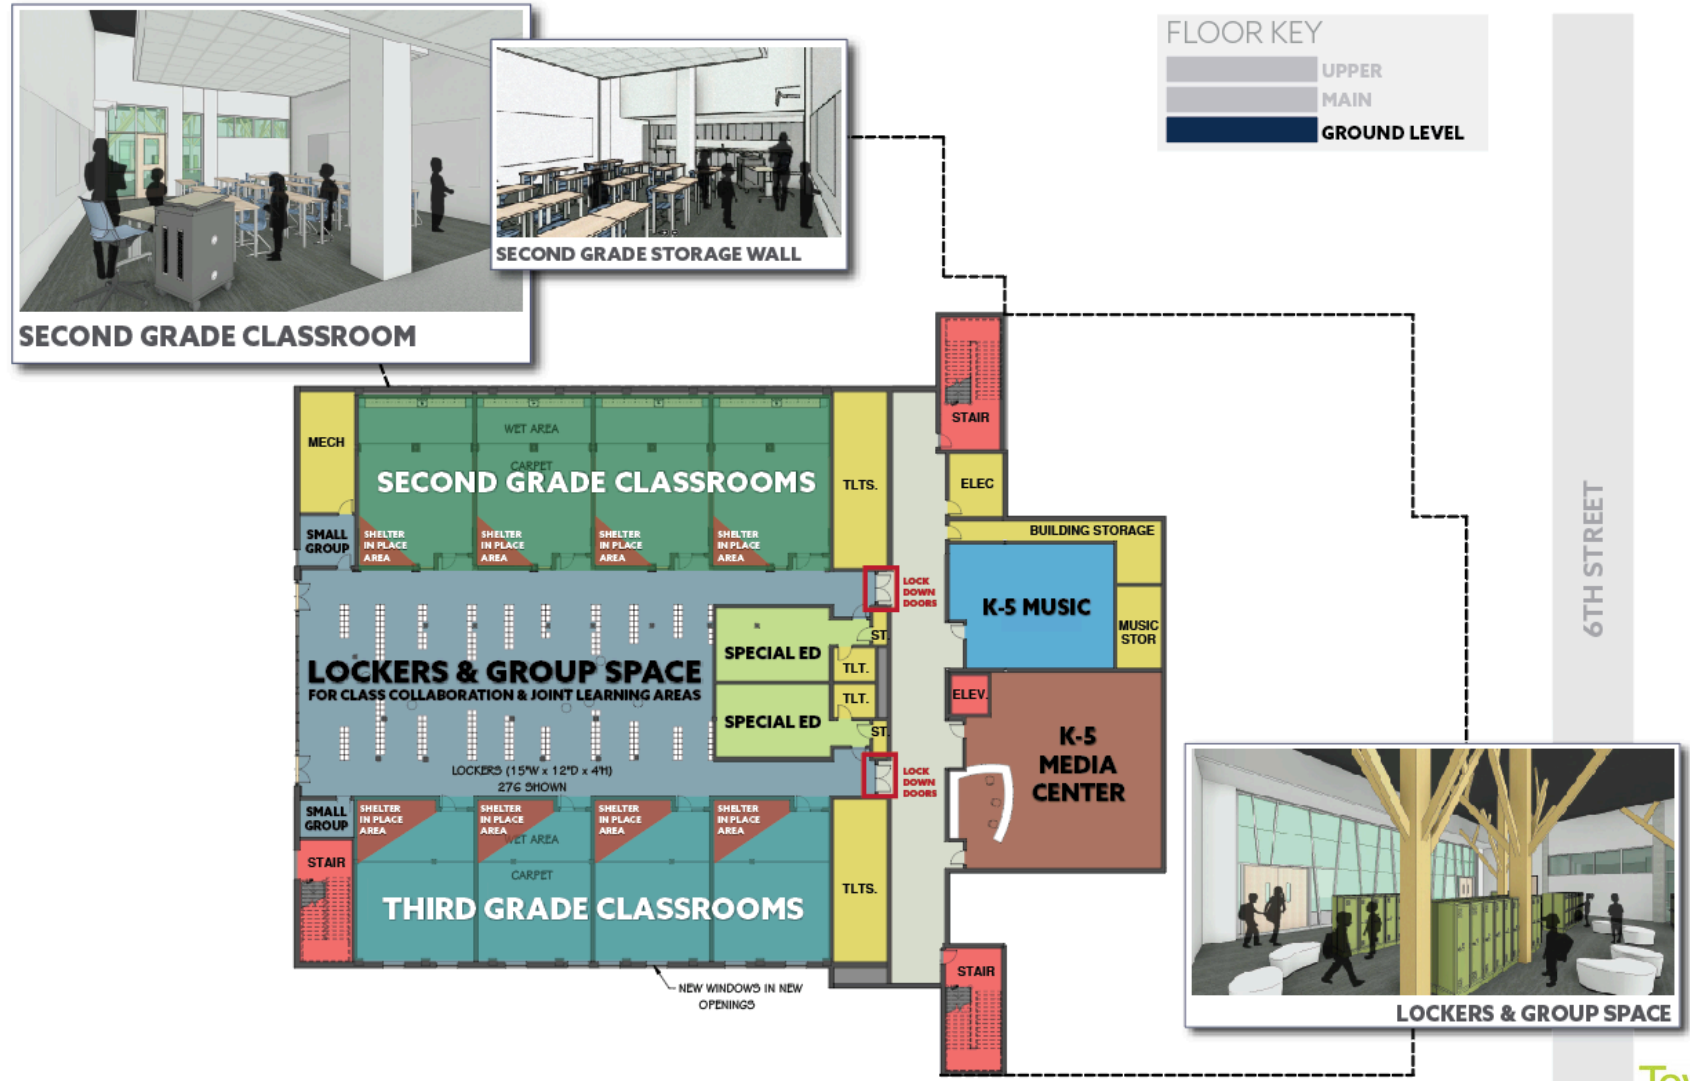 FLOOR KEY
UPPER
MAIN
GROUND LEVEL
SECOND GRADE STORAGE WALL
SECOND GRADE CLASSROOM
6TH STREET
STAIR
MECH
WET AREA
CARPET
SECOND GRADE CLASSROOMS
TLTS.
ELEC
SMALL
GROUP
SHELTER
IN PLACE
AREA
SHELTER
IN PLACE
AREA
SHELTER
IN PLACE
AREA
SHELTER
IN PLACE
AREA
BUILDING STORAGE
LOCK
DOWN
DOORS
K-5 MUSIC
MUSIC
STOR
SPECIAL ED
ST.
TLT.
LOCKERS & GROUP SPACE
FOR CLASS COLLABORATION & JOINT LEARNING AREAS
TLT.
SPECIAL ED
ST.
ELEV.
K-5
MEDIA
CENTER
LOCKERS (15"W x 12"D x 4'H)
276 SHOWN
LOCK
DOWN
DOORS
SMALL
GROUP
SHELTER
IN PLACE
AREA
SHELTER
IN PLACE
AREA
SHELTER
IN PLACE
AREA
SHELTER
IN PLACE
AREA
WET AREA
STAIR
CARPET
TLTS.
THIRD GRADE CLASSROOMS
STAIR
NEW WINDOWS IN NEW
OPENINGS
LOCKERS & GROUP SPACE